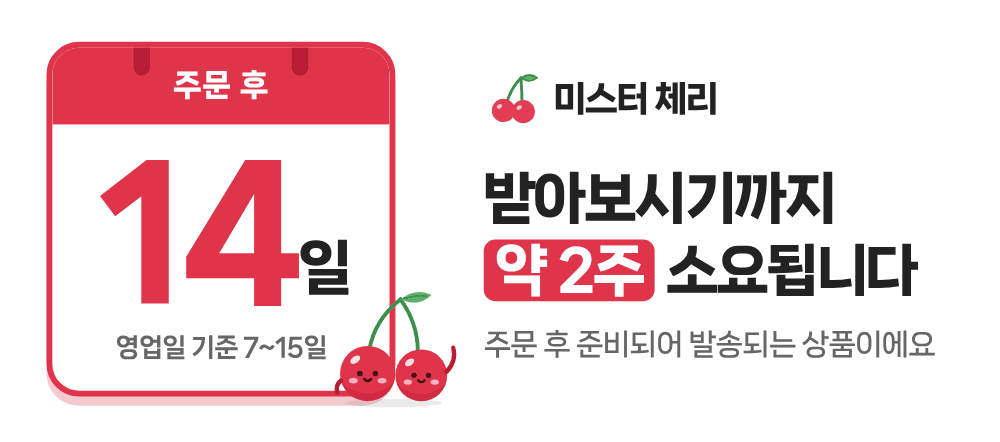 주문 후
14일
영업일 기준 7~15일
미스터 체리
받아보시기까지
약 2주 소요됩니다
주문 후 준비되어 발송되는 상품이에요